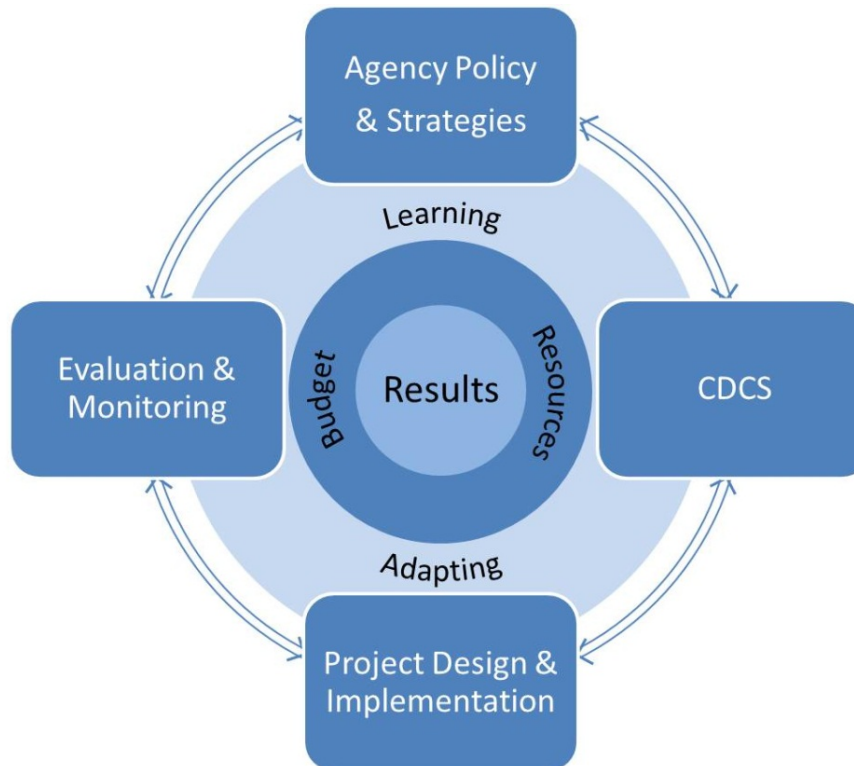 Agency Policy
& Strategies
Learning
Evaluation &
Monitoring
Budget
Results
Resources
CDCS
Adapting
Project Design &
Implementation